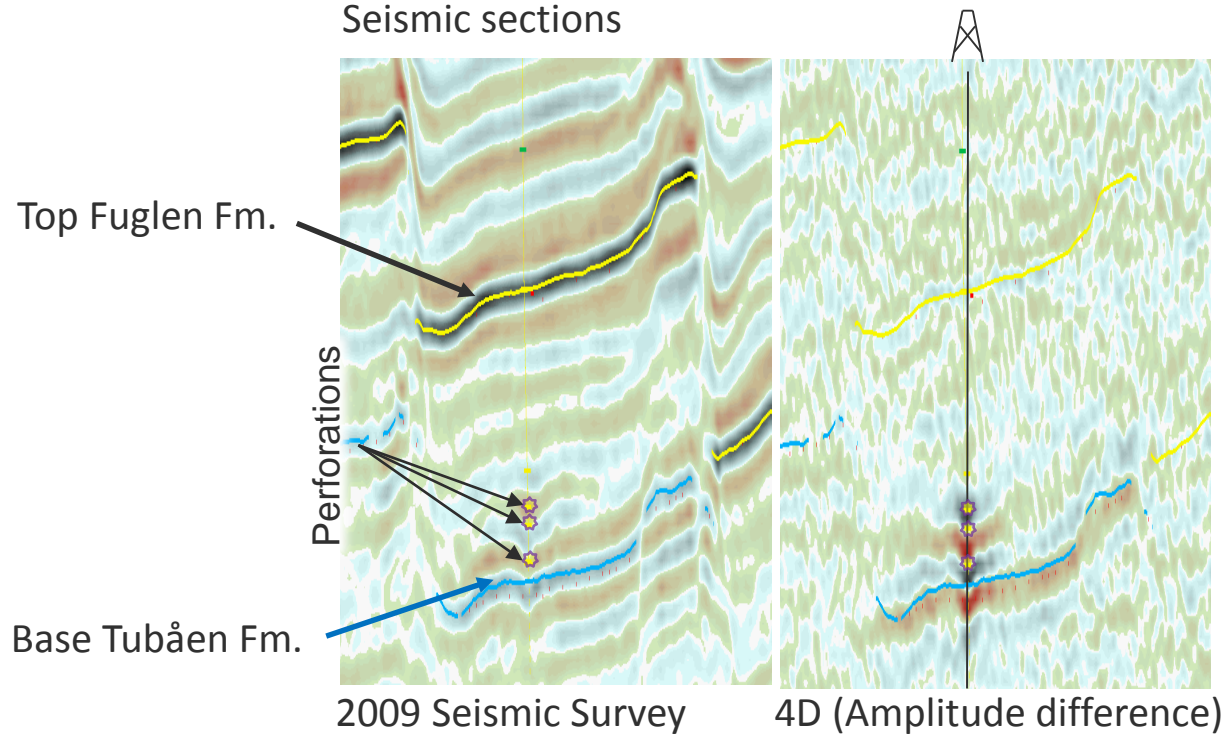 Seismic sections
Top Fuglen Fm.
Perforations
Base Tubåen Fm.
2009 Seismic Survey
4D (Amplitude difference)